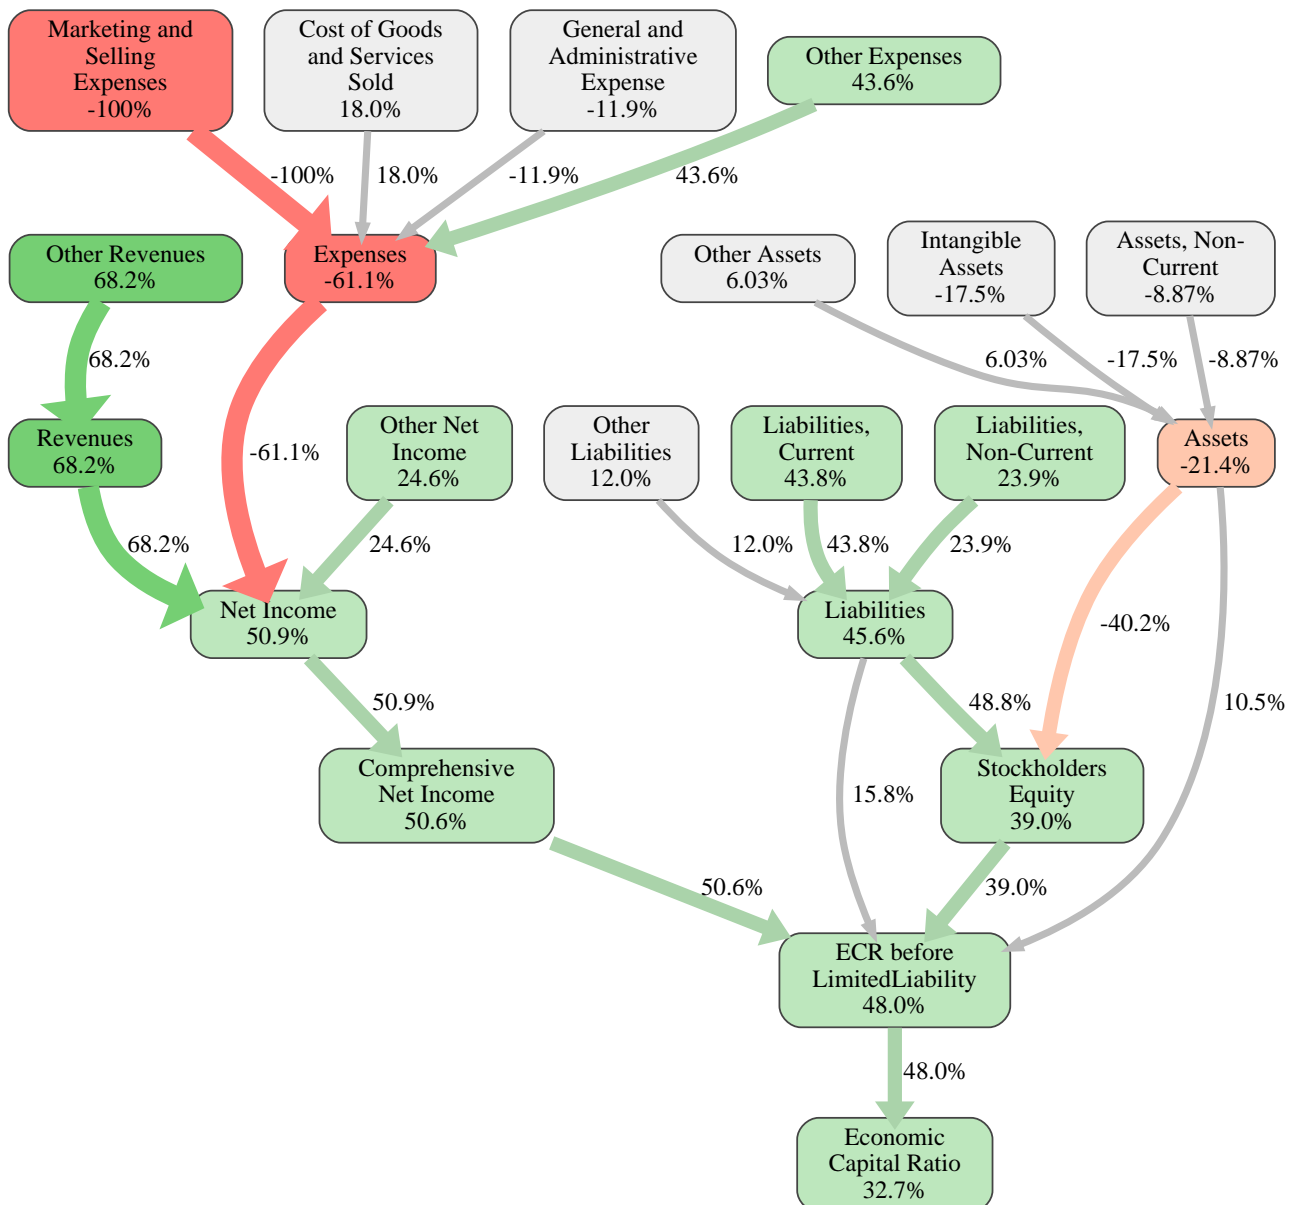 Marketing and
Selling
Expenses
-100%
Cost of Goods
and Services
Sold
18.0%
General and
Administrative
Expense
-11.9%
Other Expenses
43.6%
-100%
18.0%
-11.9%
43.6%
Other Revenues
68.2%
Expenses
-61.1%
Other Assets
6.03%
Intangible
Assets
-17.5%
Assets, Non-
Current
-8.87%
68.2%
6.03%
-17.5%
-8.87%
Revenues
68.2%
-61.1%
Other Net
Income
24.6%
Other
Liabilities
12.0%
Liabilities,
Current
43.8%
Liabilities,
Non-Current
23.9%
Assets
-21.4%
68.2%
24.6%
12.0%
43.8%
23.9%
Net Income
50.9%
Liabilities
45.6%
-40.2%
50.9%
48.8%
10.5%
Comprehensive
Net Income
50.6%
15.8%
Stockholders
Equity
39.0%
50.6%
39.0%
ECR before
LimitedLiability
48.0%
48.0%
Economic
Capital Ratio
32.7%